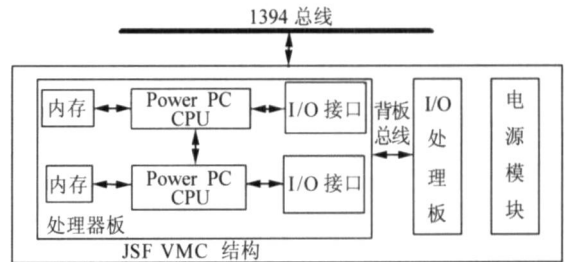 1394 总线
内存
Power PC
CPU
I/O 接口
背板
总线
I/O
处
理
板
电
源
模
块
内存
Power PC
CPU
I/O 接口
处理器板
JSF VMC 结构